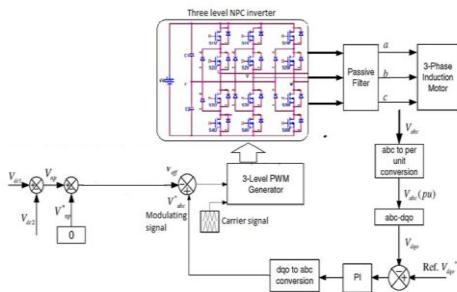 Three level NPC inverter
Passive
Filter
a
b
c
3-Phase
Induction
Motor
V_abc
abc to per
unit
conversion
V_abc(pu)
abc-dqo
V_dqo
Ref. V_dqo*
PI
dqo to abc
conversion
V_dc1
V_np
V_dc2
V*_np
0
v_off
V*_abc
Modulating
signal
3-Level PWM
Generator
Carrier signal